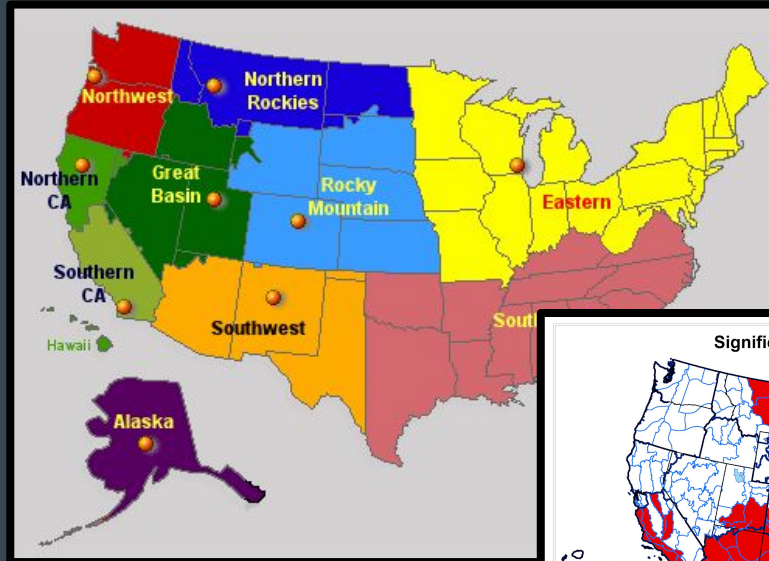 Northwest
Northern
Rockies
Northern
CA
Great
Basin
Rocky
Mountain
Eastern
Southern
CA
Southwest
Hawaii
Alaska